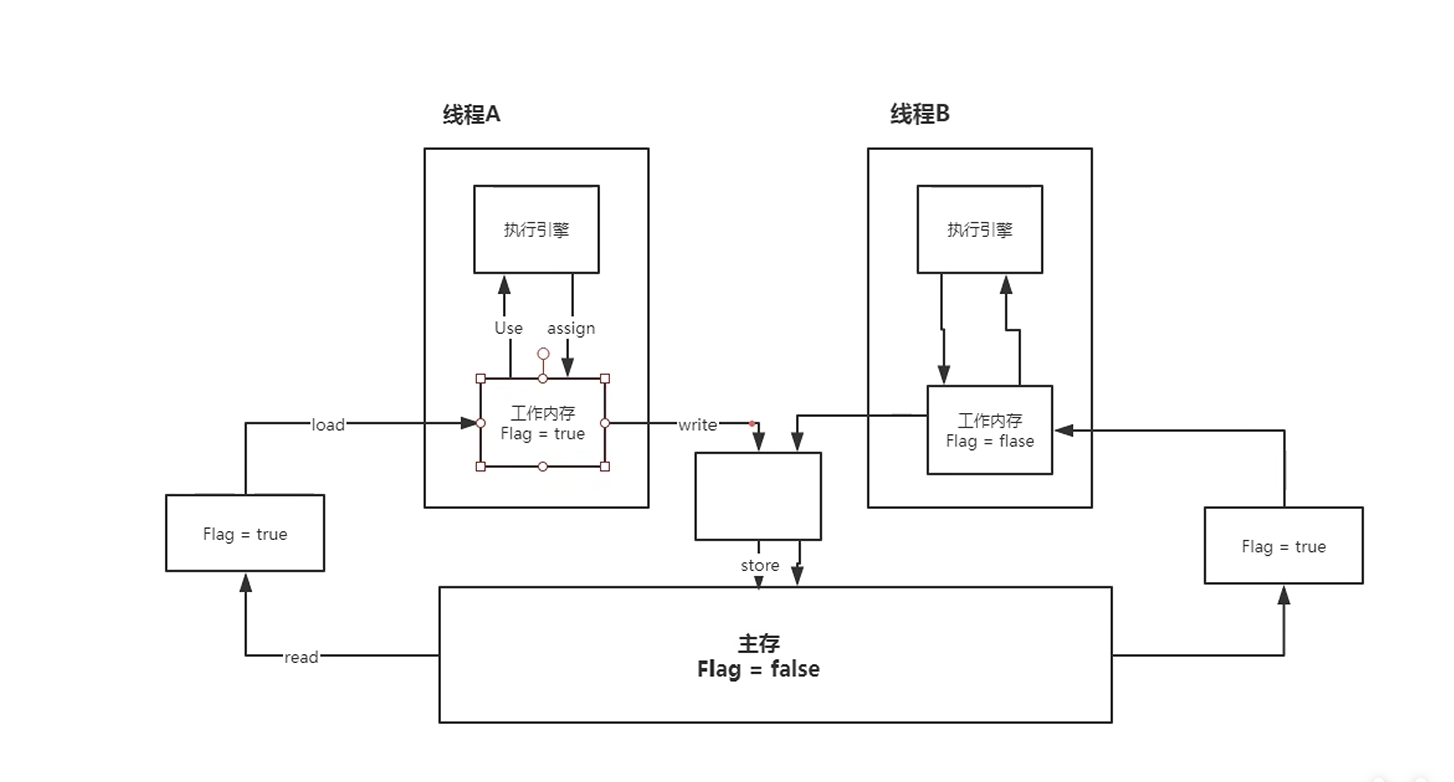 线程A
线程B
执行引擎
执行引擎
Use
assign
工作内存
Flag = true
工作内存
Flag = flase
load
write
Flag = true
Flag = true
store
主存
Flag = false
read